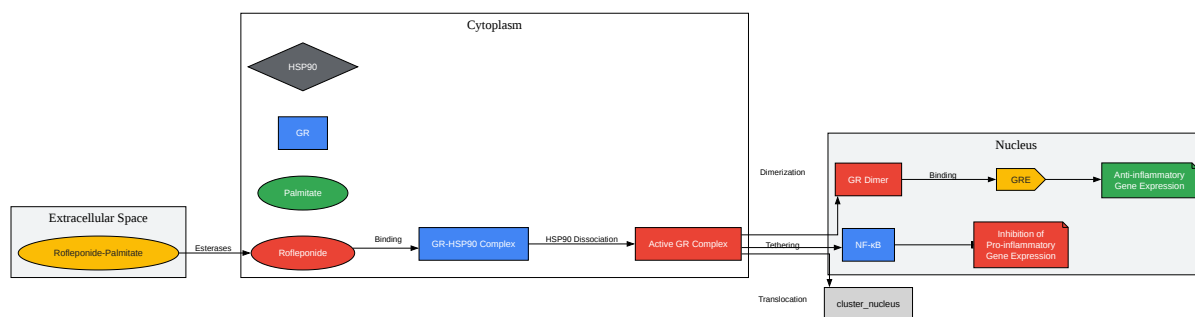 Cytoplasm
HSP90
GR
Palmitate
Extracellular Space
Rofleponide-Palmitate
Esterases
Rofleponide
Binding
GR-HSP90 Complex
HSP90 Dissociation
Active GR Complex
Dimerization
Tethering
Translocation
Nucleus
GR Dimer
Binding
GRE
Anti-inflammatory
Gene Expression
NF-κB
Inhibition of
Pro-inflammatory
Gene Expression
cluster_nucleus